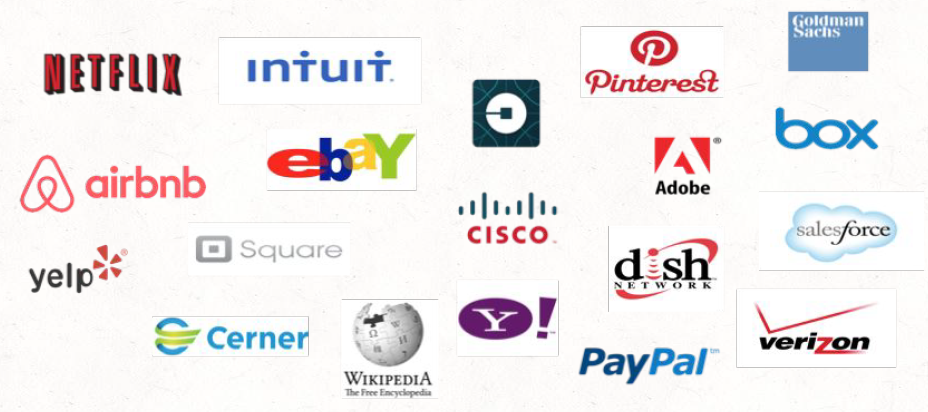 NETFLIX
intuit.
Pinterest
Goldman
Sachs
airbnb
ebaY
Adobe
®
box
yelp
®
Square
CISCO
dish
NETWORK
salesforce
Cerner
WIKIPEDIA
The Free Encyclopedia
Y!
PayPal
tm
verizon